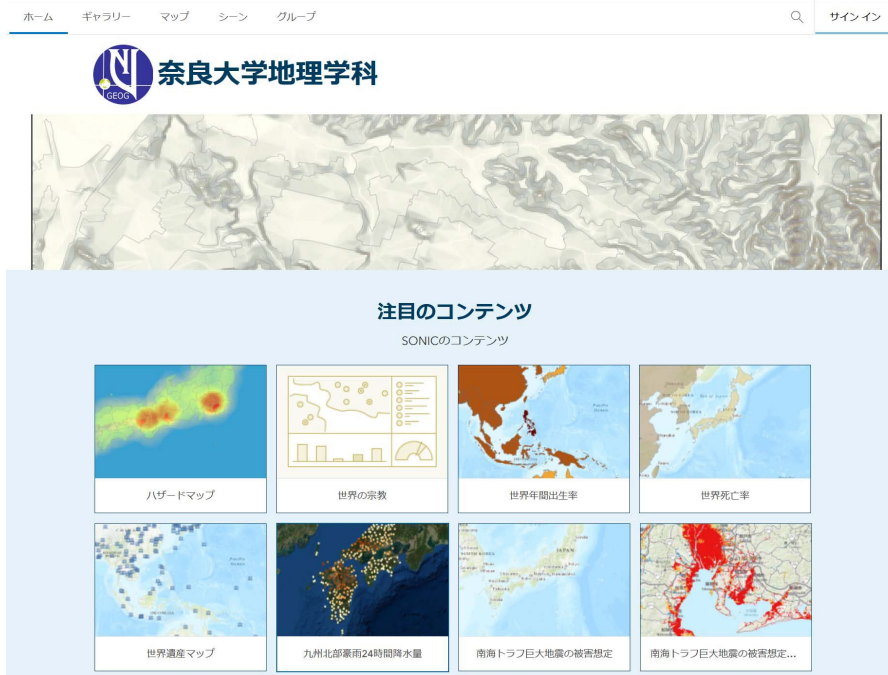 ホーム ギャラリー マップ シーン グループ サイン イン
GEOG
奈良大学地理学科
注目のコンテンツ
SONICのコンテンツ
ハザードマップ 世界の宗教 世界年間出生率 世界死亡率
世界遺産マップ 九州北部豪雨24時間降水量 南海トラフ巨大地震の被害想定 南海トラフ巨大地震の被害想定...